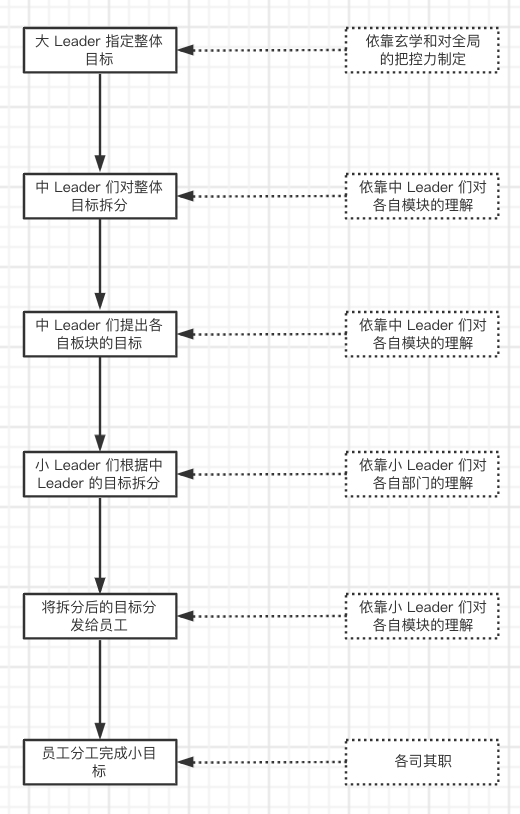 大 Leader 指定整体
目标
依靠玄学和对全局
的把控力制定
中 Leader 们对整体
目标拆分
依靠中 Leader 们对
各自模块的理解
中 Leader 们提出各
自板块的目标
依靠中 Leader 们对
各自模块的理解
小 Leader 们根据中
Leader 的目标拆分
依靠小 Leader 们对
各自部门的理解
将拆分后的目标分
发给员工
依靠小 Leader 们对
各自模块的理解
员工分工完成小目
标
各司其职